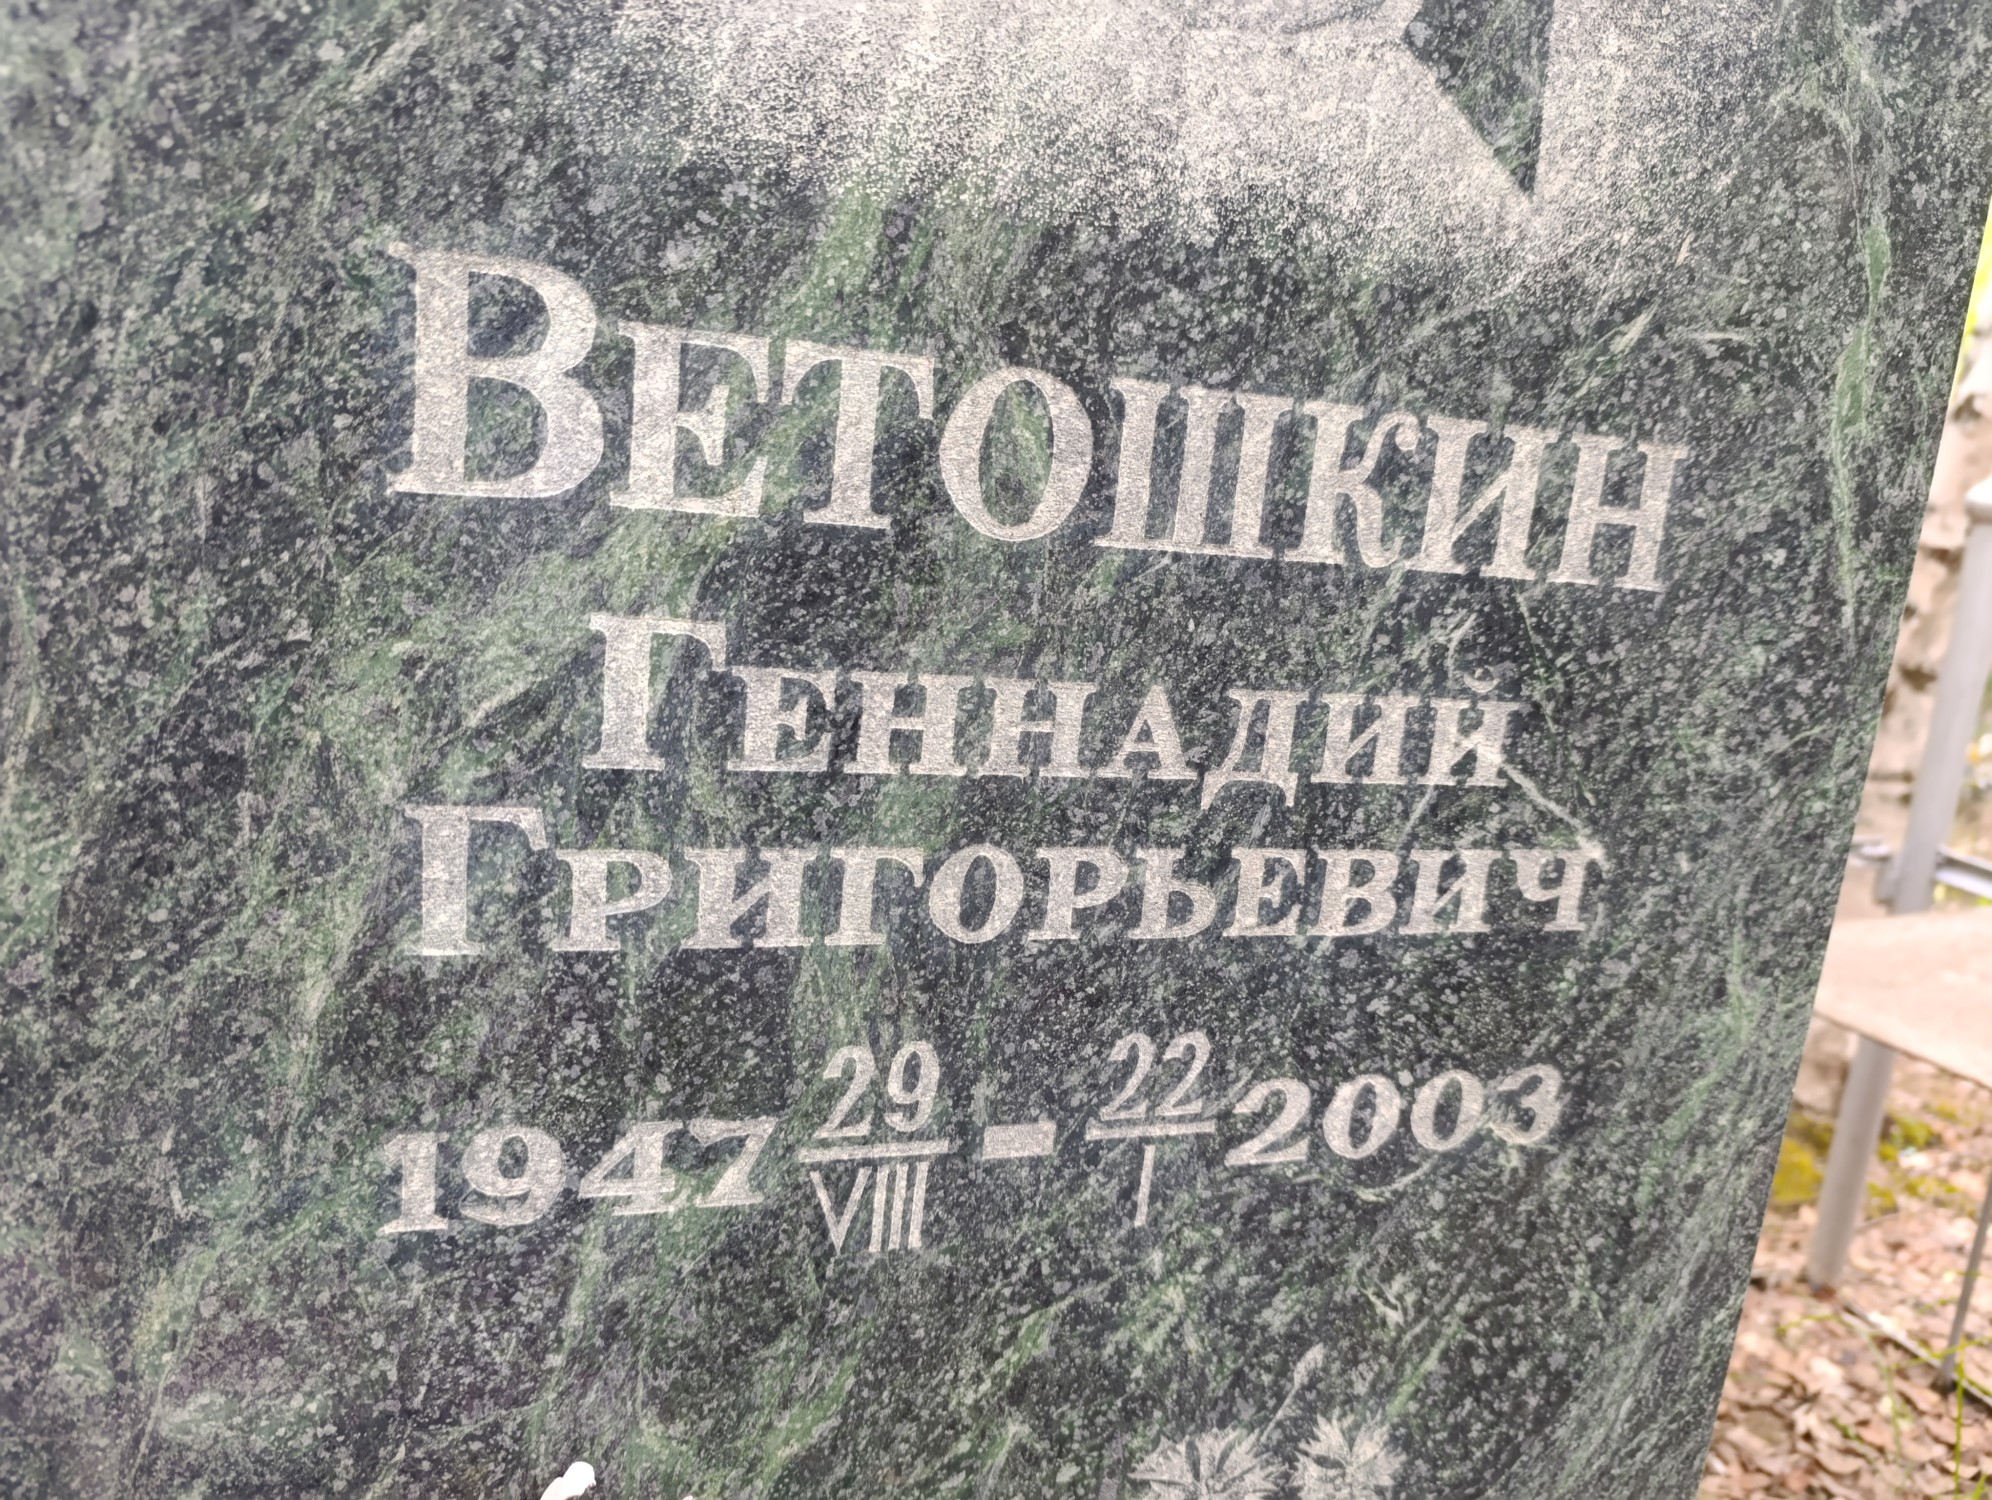 Ветошкин
Геннадий
Григорьевич
1947 29/VIII - 22/I 2003